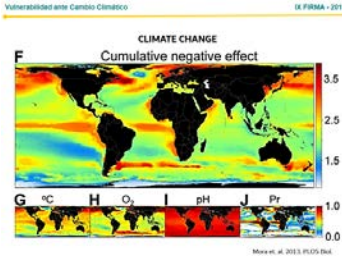 Vulnerabilidad ante Cambio Climático
IX FIRMA - 201
CLIMATE CHANGE
F
Cumulative negative effect
3.5
2.5
1.5
G ºC
H O₂
I pH
J Pr
1.0
0.0
Mora et. al. 2013. PLOS Biol.